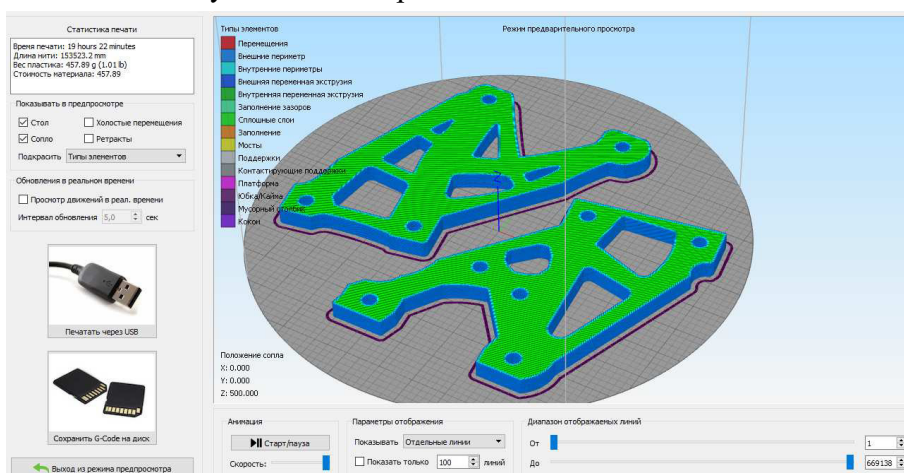 Статистика печати
Время печати: 19 hours 22 minutes
Длина нити: 153523.2 mm
Вес пластика: 457.89 g (1.01 lb)
Стоимость материала: 457.89
Показывать в предпросмотре
Стол
Холостые перемещения
Сопло
Ретракты
Подкрасить Типы элементов
Обновления в реальном времени
Просмотр движений в реал. времени
Интервал обновления 5,0 сек
Печатать через USB
Сохранить G-Code на диск
Выход из режима предпросмотра
Типы элементов
Режим предварительного просмотра
Перемещения
Внешние периметр
Внутренние периметры
Внешняя переменная экструзия
Внутренняя переменная экструзия
Заполнение зазоров
Сплошные слои
Заполнение
Мосты
Поддержки
Контактирующие поддержки
Платформа
Юбка/Кайма
Мусорный столбик
Кокон
Положение сопла
X: 0.000
Y: 0.000
Z: 500.000
Анимация
Старт/пауза
Скорость:
Параметры отображения
Показывать Отдельные линии
Показать только 100 линий
Диапазон отображаемых линий
От 1
До 669138